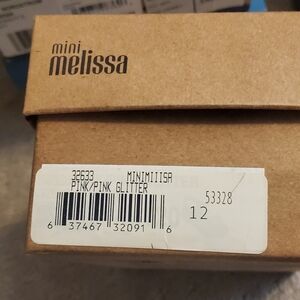 mini
melissa
32633 MINIMIIISA
PINK/PINK GLITTER
53328
12
6 37467 32091 6